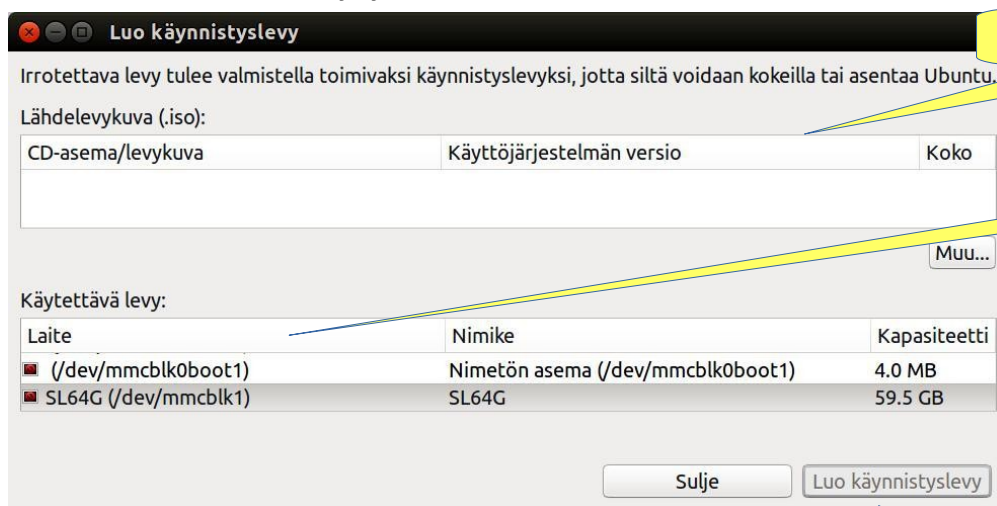 Luo käynnistyslevy
Irrotettava levy tulee valmistella toimivaksi käynnistyslevyksi, jotta siltä voidaan kokeilla tai asentaa Ubuntu.
Lähdelevykuva (.iso):
CD-asema/levykuva Käyttöjärjestelmän versio Koko
Muu...
Käytettävä levy:
Laite Nimike Kapasiteetti
(/dev/mmcblk0boot1) Nimetön asema (/dev/mmcblk0boot1) 4.0 MB
SL64G (/dev/mmcblk1) SL64G 59.5 GB
Sulje Luo käynnistyslevy